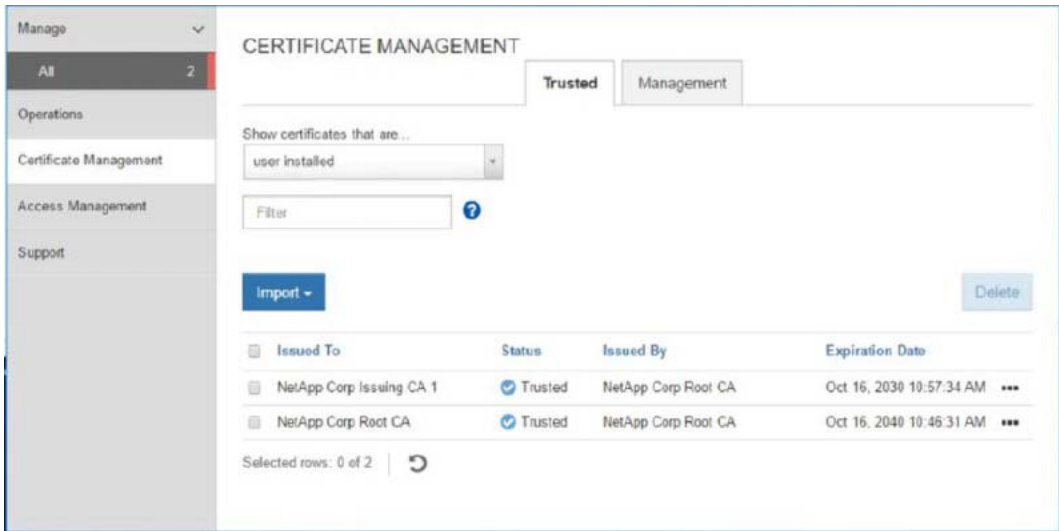 Manage
All 2
Operations
Certificate Management
Access Management
Support
CERTIFICATE MANAGEMENT
Trusted Management
Show certificates that are...
user installed
Filter
?
Import
Delete
Issued To Status Issued By Expiration Date
NetApp Corp Issuing CA 1 Trusted NetApp Corp Root CA Oct 16, 2030 10:57:34 AM •••
NetApp Corp Root CA Trusted NetApp Corp Root CA Oct 16, 2040 10:46:31 AM •••
Selected rows: 0 of 2